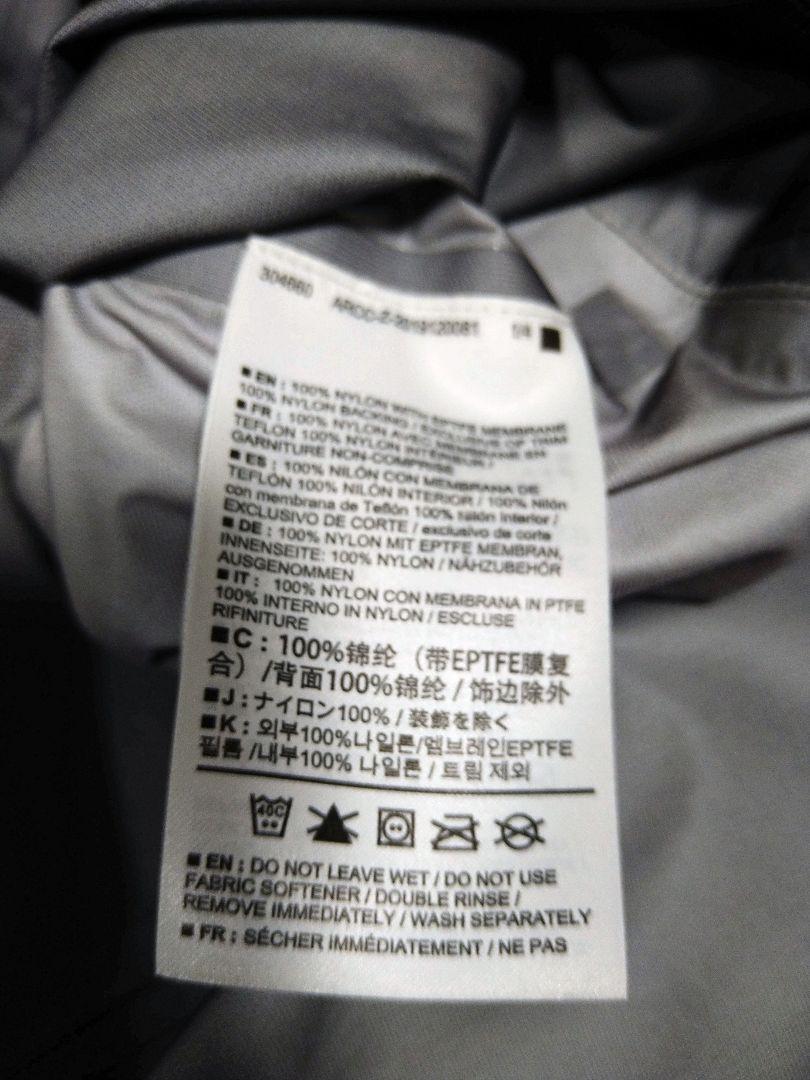 304660 ARCC-Z-2019120081 1/4
■ EN : 100% NYLON WITH EPTFE MEMBRANE
100% NYLON BACKING / EXCLUSIVE OF TRIM
■ FR : 100% NYLON AVEC MEMBRANE EN
TEFLON 100% NYLON INTERIEUR /
GARNITURE NON-COMPRISE
■ ES : 100% NILÓN CON MEMBRANA DE
TEFLÓN 100% NILÓN INTERIOR / 100% Nilón
con membrana de Teflón 100% nilón interior /
EXCLUSIVO DE CORTE / exclusivo de corte
■ DE : 100% NYLON MIT EPTFE MEMBRAN,
INNENSEITE: 100% NYLON / NÄHZUBEHÖR
AUSGENOMMEN
■ IT : 100% NYLON CON MEMBRANA IN PTFE
100% INTERNO IN NYLON / ESCLUSE
RIFINITURE
■C : 100%锦纶 （带EPTFE膜复
合）/背面100%锦纶 / 饰边除外
■J : ナイロン100% / 装飾を除く
■K : 외부100%나일론/멤브레인EPTFE
필름 /내부100% 나일론 / 트림 제외
40C
■ EN : DO NOT LEAVE WET / DO NOT USE
FABRIC SOFTENER / DOUBLE RINSE /
REMOVE IMMEDIATELY / WASH SEPARATELY
■ FR : SÉCHER IMMÉDIATEMENT / NE PAS